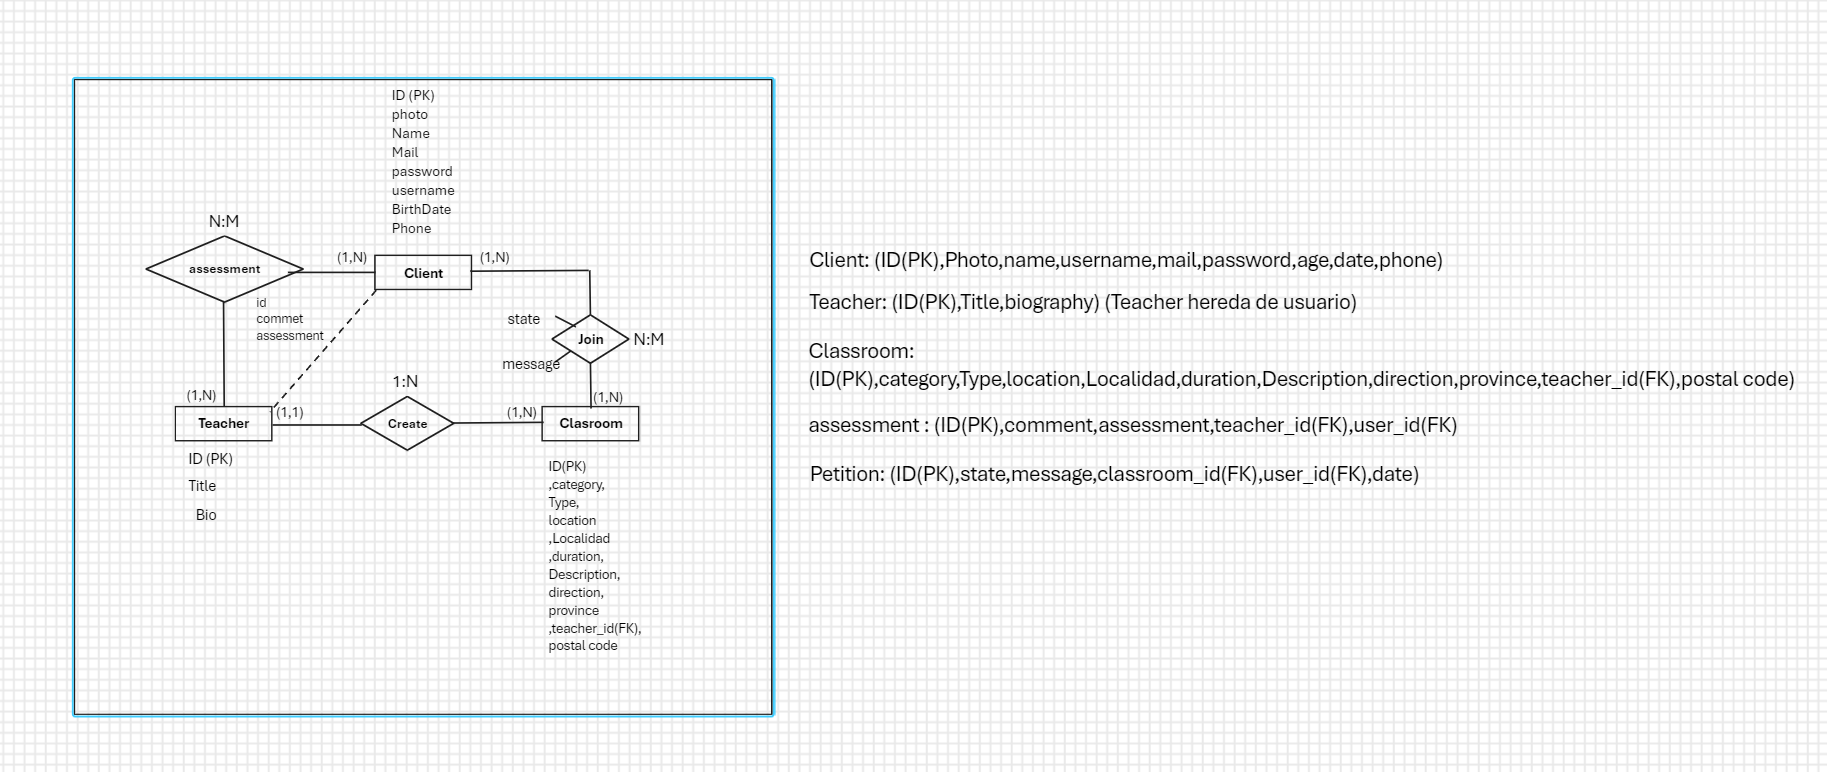 ID (PK)
photo
Name
Mail
password
username
BirthDate
Phone
N:M
assessment
(1,N)
Client
(1,N)
id
commet
assessment
state
Join
N:M
message
1:N
(1,N)
Teacher
(1,1)
Create
(1,N)
(1,N)
Clasroom
ID (PK)
Title
Bio
ID(PK)
,category,
Type,
location
,Localidad
,duration,
Description,
direction,
province
,teacher_id(FK),
postal code
Client: (ID(PK),Photo,name,username,mail,password,age,date,phone)
Teacher: (ID(PK),Title,biography) (Teacher hereda de usuario)
Classroom:
(ID(PK),category,Type,location,Localidad,duration,Description,direction,province,teacher_id(FK),postal code)
assessment : (ID(PK),comment,assessment,teacher_id(FK),user_id(FK)
Petition: (ID(PK),state,message,classroom_id(FK),user_id(FK),date)